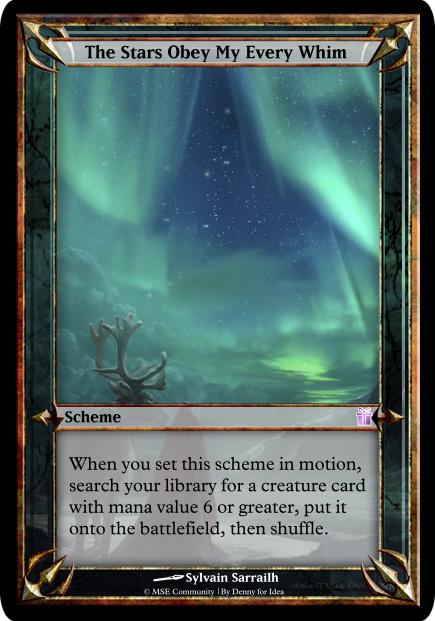 The Stars Obey My Every Whim
Scheme
When you set this scheme in motion,
search your library for a creature card
with mana value 6 or greater, put it
onto the battlefield, then shuffle.
Sylvain Sarrailh
© MSE Community | By Denny for Idea